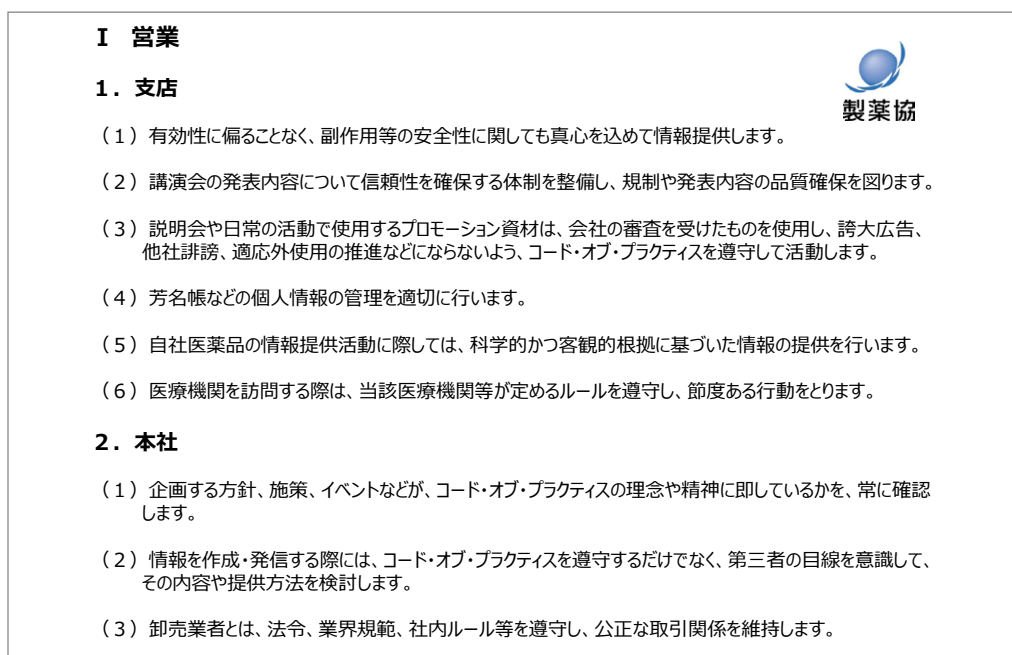 Ⅰ　営業
１．支店
製薬協
（１）有効性に偏ることなく、副作用等の安全性に関しても真心を込めて情報提供します。
（２）講演会の発表内容について信頼性を確保する体制を整備し、規制や発表内容の品質確保を図ります。
（３）説明会や日常の活動で使用するプロモーション資材は、会社の審査を受けたものを使用し、誇大広告、
他社誹謗、適応外使用の推進などにならないよう、コード・オブ・プラクティスを遵守して活動します。
（４）芳名帳などの個人情報の管理を適切に行います。
（５）自社医薬品の情報提供活動に際しては、科学的かつ客観的根拠に基づいた情報の提供を行います。
（６）医療機関を訪問する際は、当該医療機関等が定めるルールを遵守し、節度ある行動をとります。
２．本社
（１）企画する方針、施策、イベントなどが、コード・オブ・プラクティスの理念や精神に即しているかを、常に確認
します。
（２）情報を作成・発信する際には、コード・オブ・プラクティスを遵守するだけでなく、第三者の目線を意識して、
その内容や提供方法を検討します。
（３）卸売業者とは、法令、業界規範、社内ルール等を遵守し、公正な取引関係を維持します。